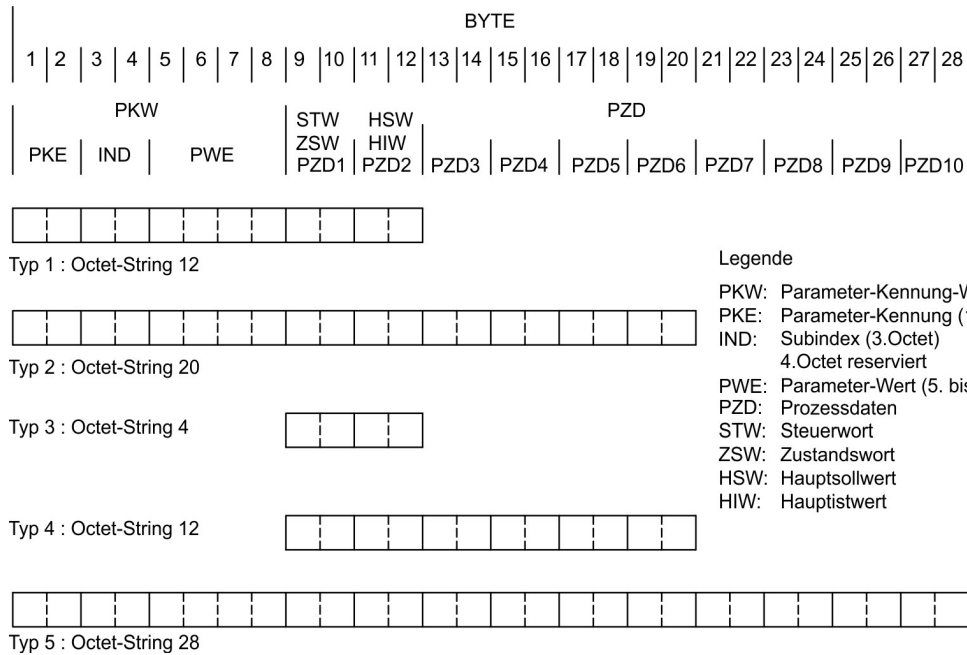 BYTE
1 2 3 4 5 6 7 8 9 10 11 12 13 14 15 16 17 18 19 20 21 22 23 24 25 26 27 28
PKW PZD
STW HSW
ZSW HIW
PKE IND PWE PZD1 PZD2 PZD3 PZD4 PZD5 PZD6 PZD7 PZD8 PZD9 PZD10
Typ 1 : Octet-String 12
Typ 2 : Octet-String 20
Typ 3 : Octet-String 4
Typ 4 : Octet-String 12
Typ 5 : Octet-String 28
Legende
PKW: Parameter-Kennung-
PKE: Parameter-Kennung
IND: Subindex (3.Octet)
4.Octet reserviert
PWE: Parameter-Wert (5. bis
PZD: Prozessdaten
STW: Steuerwort
ZSW: Zustandswort
HSW: Hauptsollwert
HIW: Hauptistwert